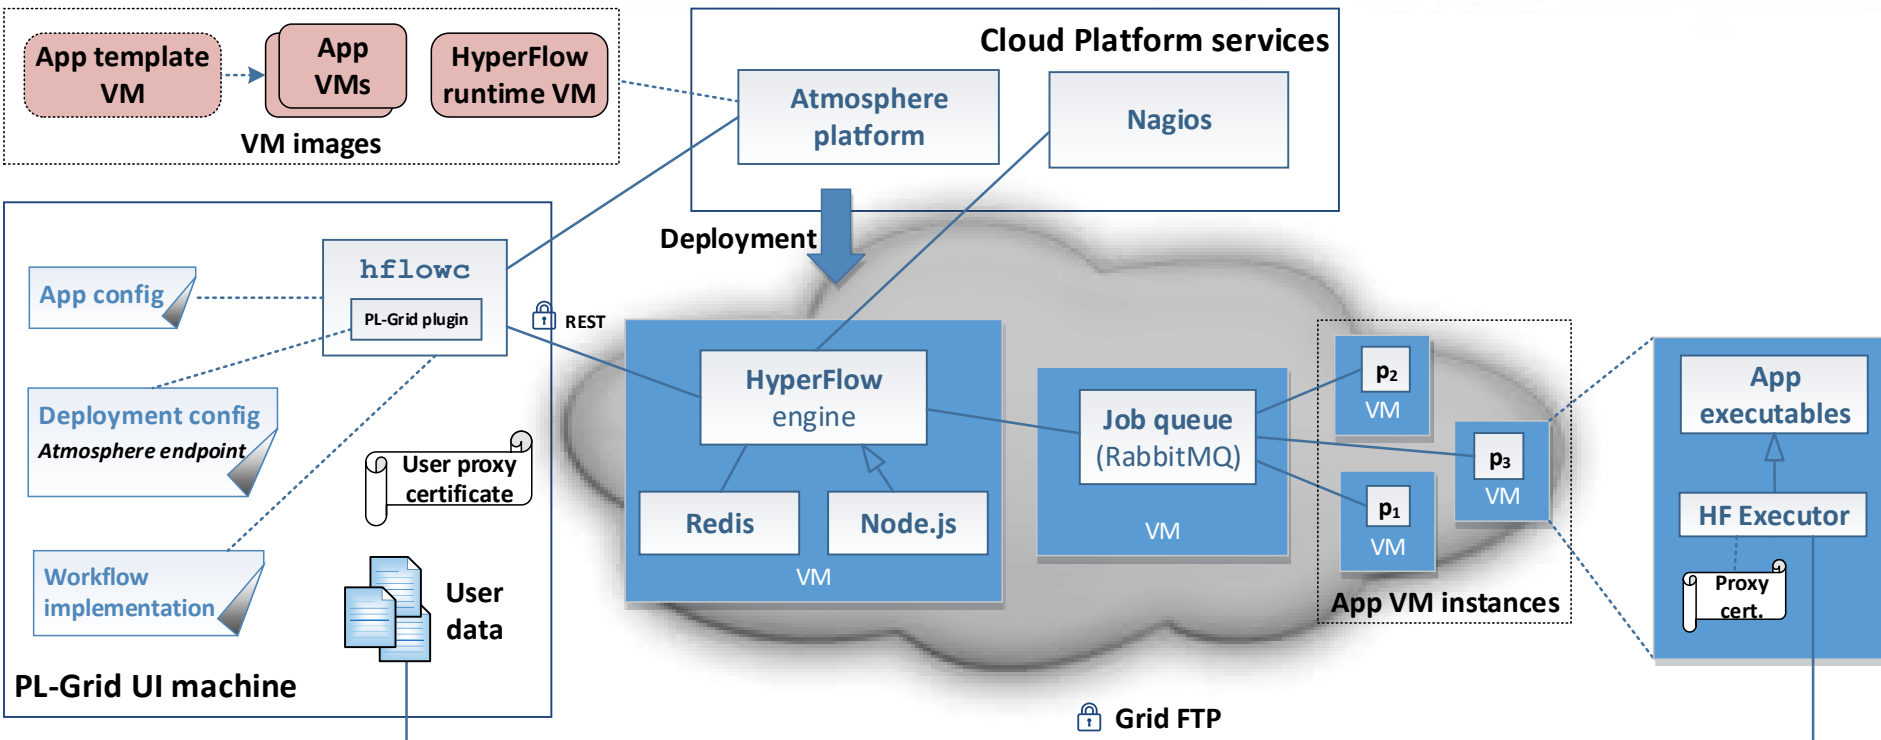 App template
VM
App
VMs
HyperFlow
runtime VM
VM images
Cloud Platform services
Atmosphere
platform
Nagios
Deployment
hflowc
PL-Grid plugin
App config
Deployment config
Atmosphere endpoint
User proxy
certificate
Workflow
implementation
User
data
PL-Grid UI machine
REST
HyperFlow
engine
Redis
Node.js
VM
Job queue
(RabbitMQ)
VM
p2
VM
p3
VM
p1
VM
App VM instances
App
executables
HF Executor
Proxy
cert.
Grid FTP